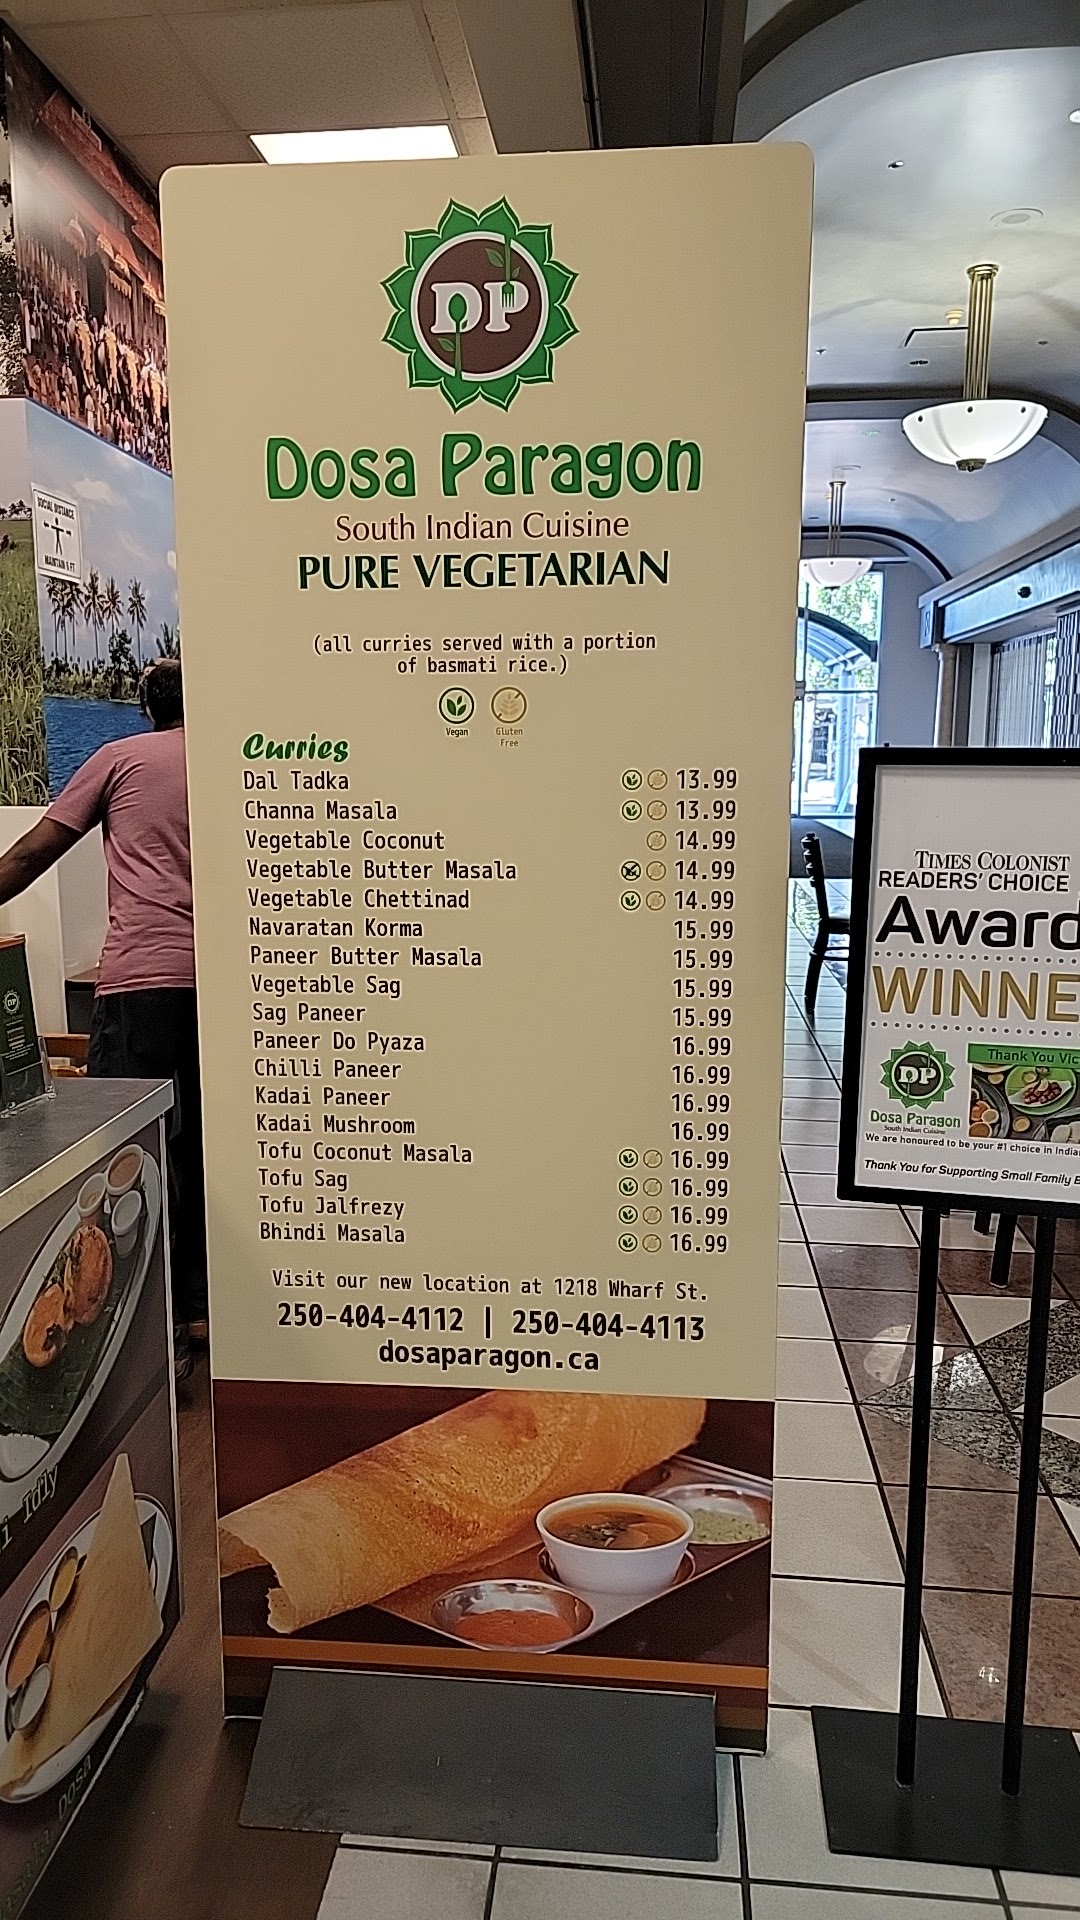 DP
Dosa Paragon
South Indian Cuisine
PURE VEGETARIAN
(all curries served with a portion
of basmati rice.)
Vegan Gluten
Free
Curries
Dal Tadka 13.99
Channa Masala 13.99
Vegetable Coconut 14.99
Vegetable Butter Masala 14.99
Vegetable Chettinad 14.99
Navaratan Korma 15.99
Paneer Butter Masala 15.99
Vegetable Sag 15.99
Sag Paneer 15.99
Paneer Do Pyaza 16.99
Chilli Paneer 16.99
Kadai Paneer 16.99
Kadai Mushroom 16.99
Tofu Coconut Masala 16.99
Tofu Sag 16.99
Tofu Jalfrezy 16.99
Bhindi Masala 16.99
Visit our new location at 1218 Wharf St.
250-404-4112 | 250-404-4113
dosaparagon.ca
SOCIAL DISTANCE
MAINTAIN 6 FT
DP
i Idly
Dosa
TIMES COLONIST
READERS' CHOICE
Award
WINNE
Thank You Vic
DP
Dosa Paragon
South Indian Cuisine
We are honoured to be your #1 choice in India
Thank You for Supporting Small Family B